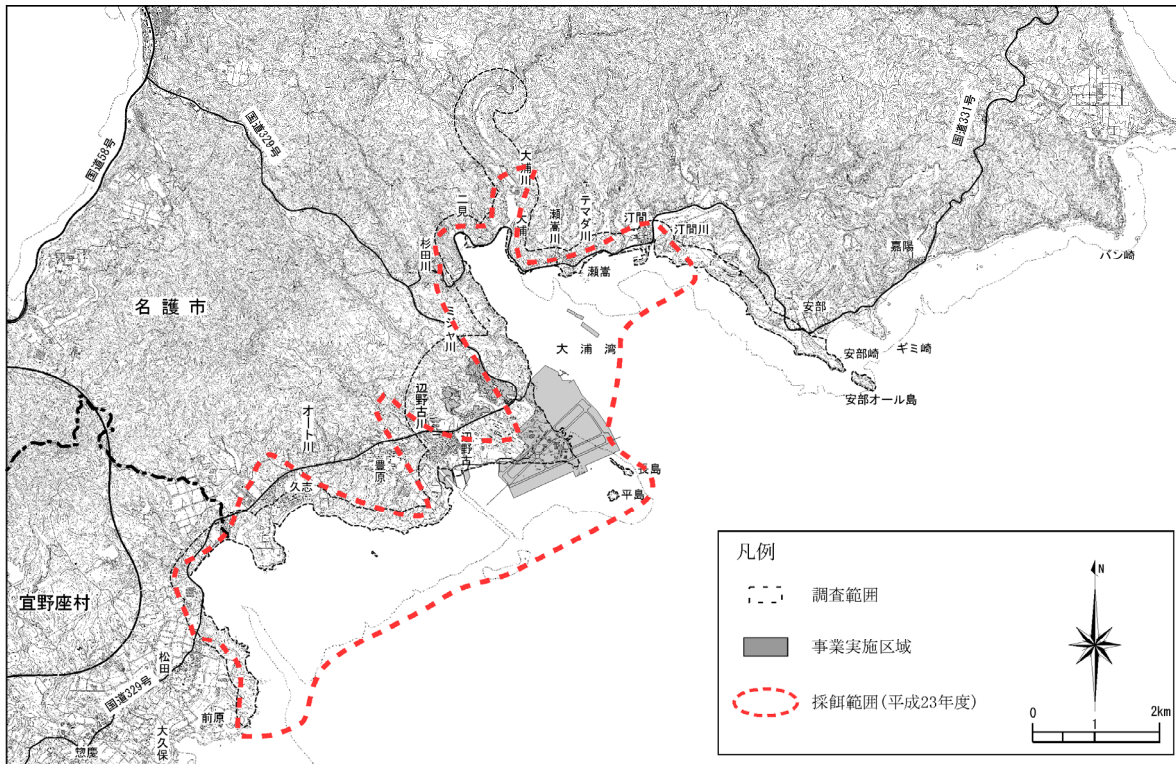 国道58号
国道329号
国道331号
大浦川
二見
大浦
瀬嵩川
テマダ川
汀間
汀間川
杉田川
瀬嵩
嘉陽
バン崎
名護市
ミジャ川
大浦湾
安部
安部崎
ギミ崎
安部オール島
辺野古川
辺野古
オート川
豊原
久志
長島
平島
宜野座村
松田
国道329号
前原
大久保
惣慶
凡例
調査範囲
事業実施区域
採餌範囲(平成23年度)
N
0 1 2km